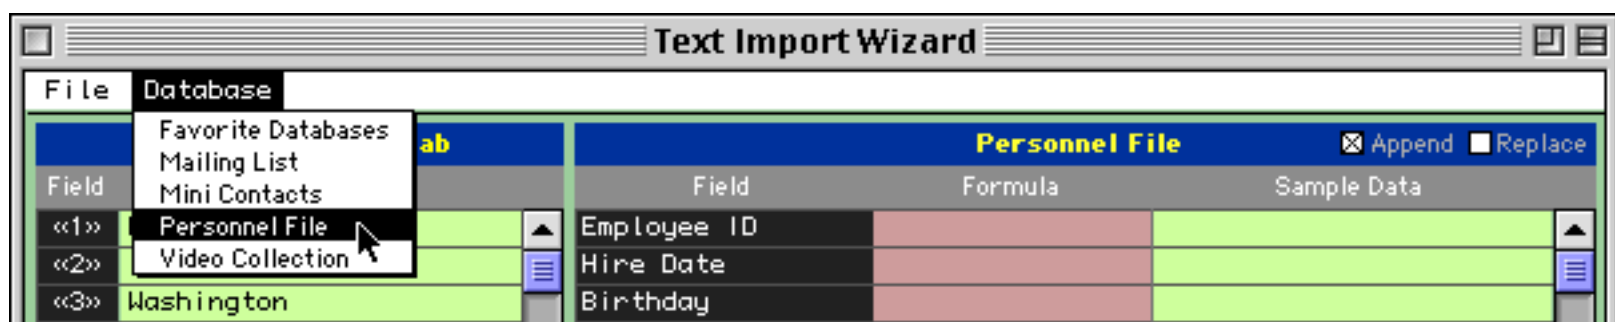 Text Import Wizard
File Database
Favorite Databases
Mailing List
Mini Contacts
Personnel File
Video Collection
ab
Field
«1»
«2»
«3» Washington
Personnel File Append Replace
Field Formula Sample Data
Employee ID
Hire Date
Birthday